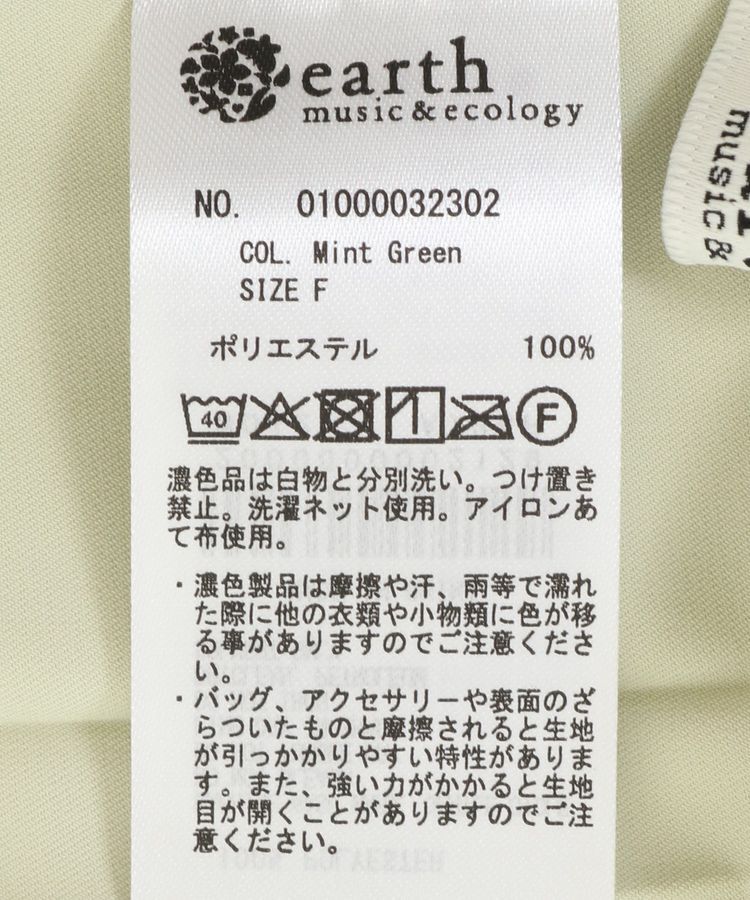 earth
music&ecology
NO. 01000032302
COL. Mint Green
SIZE F
ポリエステル 100%
40
F
濃色品は白物と分別洗い。つけ置き
禁止。洗濯ネット使用。アイロンあ
て布使用。
・濃色製品は摩擦や汗、雨等で濡れ
た際に他の衣類や小物類に色が移
る事がありますのでご注意くださ
い。
・バッグ、アクセサリーや表面のざ
らついたものと摩擦されると生地
が引っかかりやすい特性がありま
す。また、強い力がかかると生地
目が開くことがありますのでご注
意ください。
music &